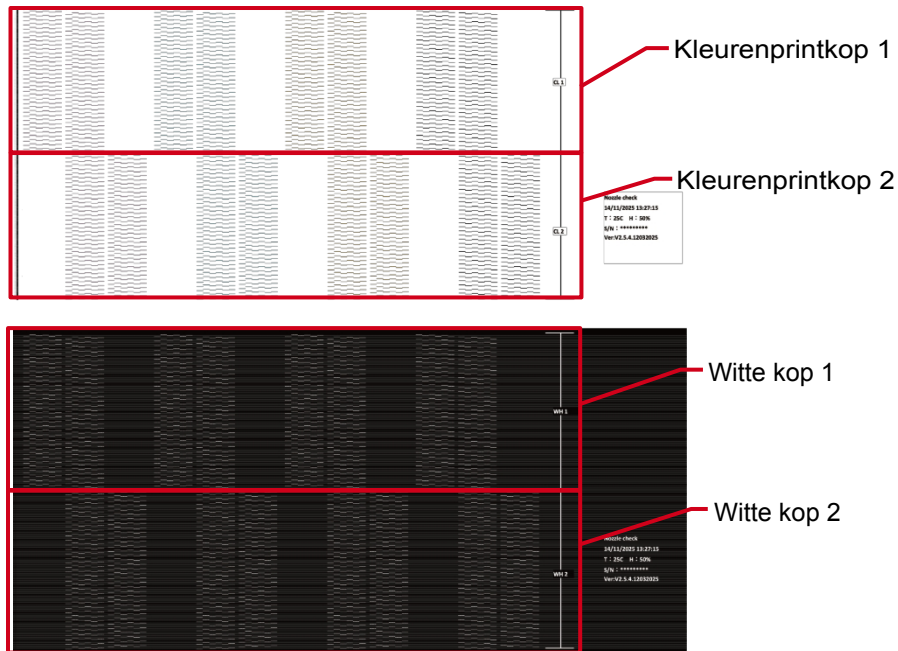 Kleurenprintkop 1
CL 1
Kleurenprintkop 2
Nozzle check
14/11/2025 13:27:15
T : 25C H : 50%
S/N : *********
Ver:V2.5.4.12032025
CL 2
Witte kop 1
WH 1
Witte kop 2
Nozzle check
14/11/2025 13:27:15
T : 25C H : 50%
S/N : *********
Ver:V2.5.4.12032025
WH 2